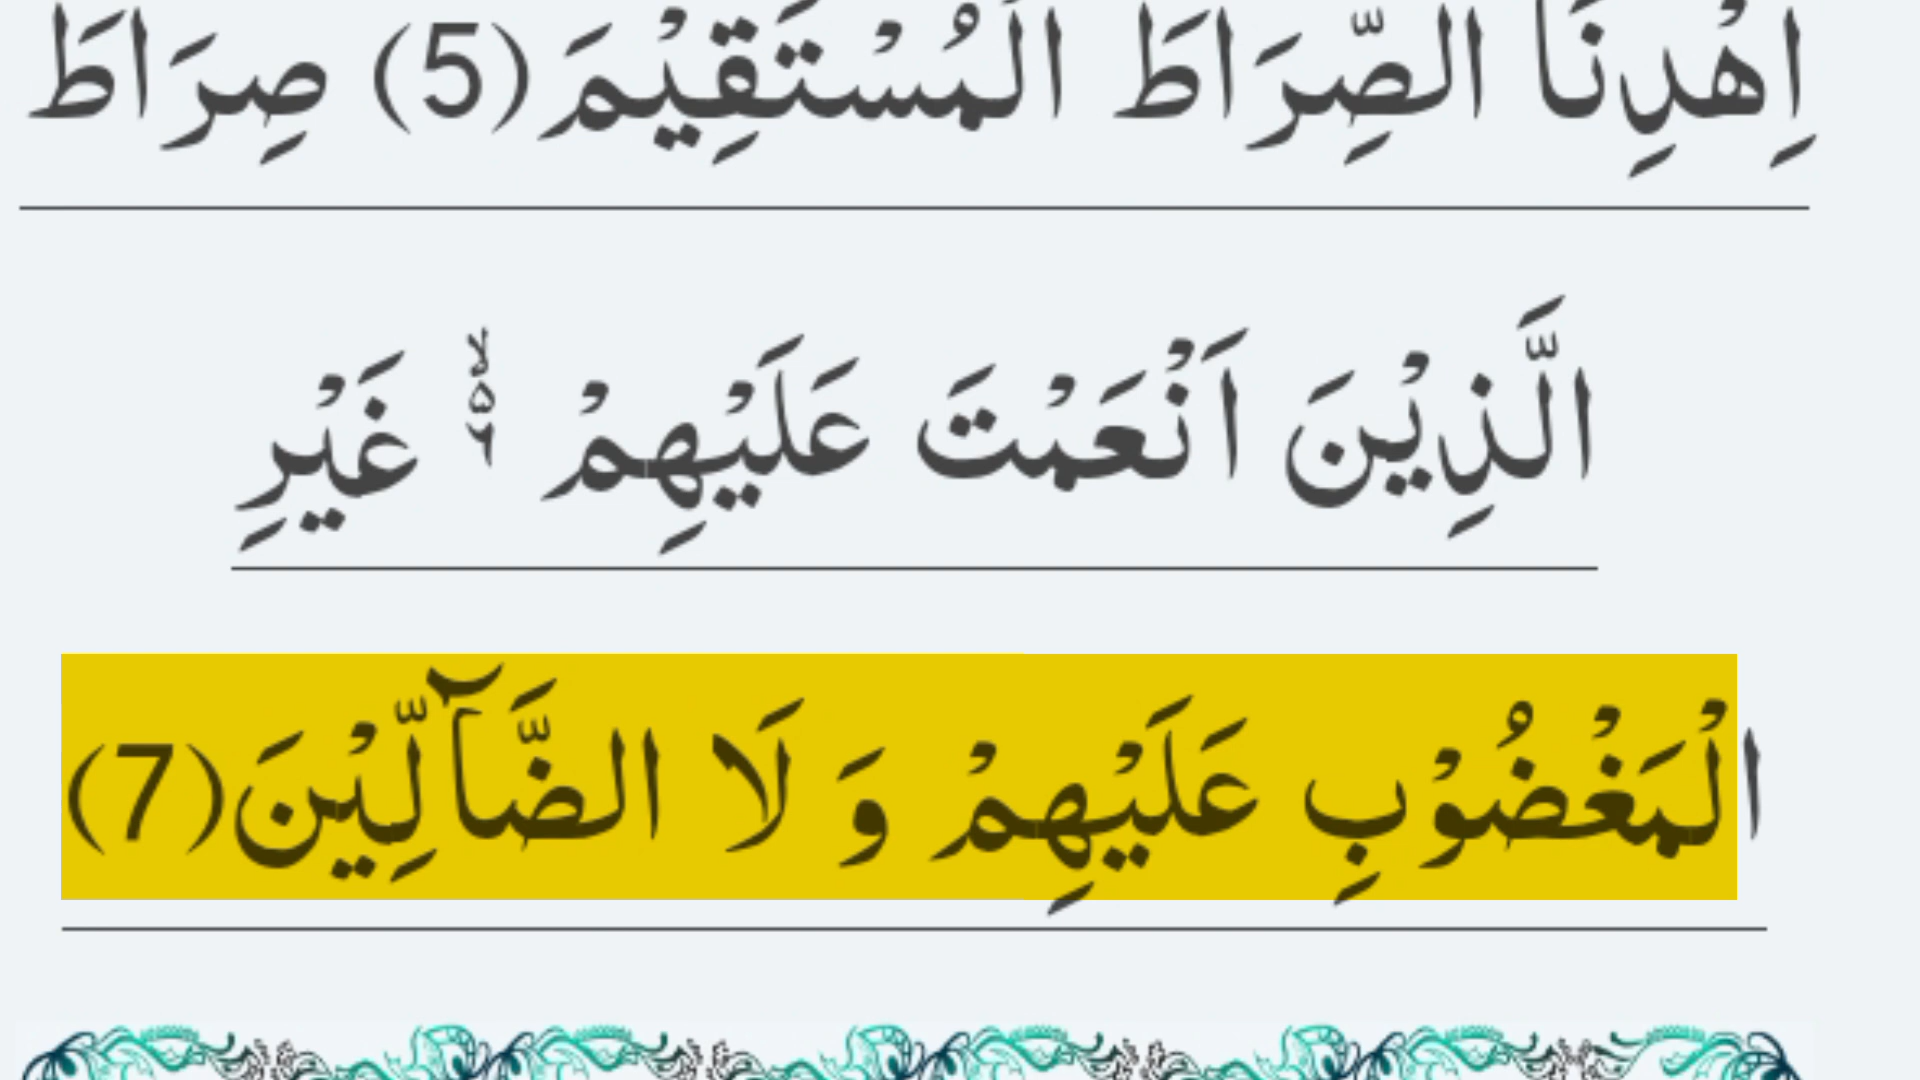 اِهْدِنَا الصِّرَاطَ الْمُسْتَقِیْمَ(5) صِرَاطَ
الَّذِیْنَ اَنْعَمْتَ عَلَیْهِمْ ۙ۬ۦ غَیْرِ
الْمَغْضُوْبِ عَلَیْهِمْ وَ لَا الضَّآلِّیْنَ(7)